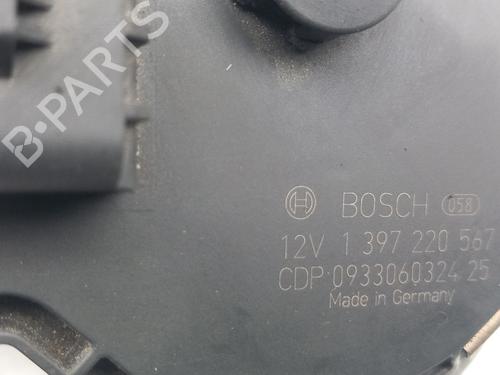 B-PARTS
BOSCH 058
12V 1 397 220 567
CDP:0933060324 25
Made in Germany